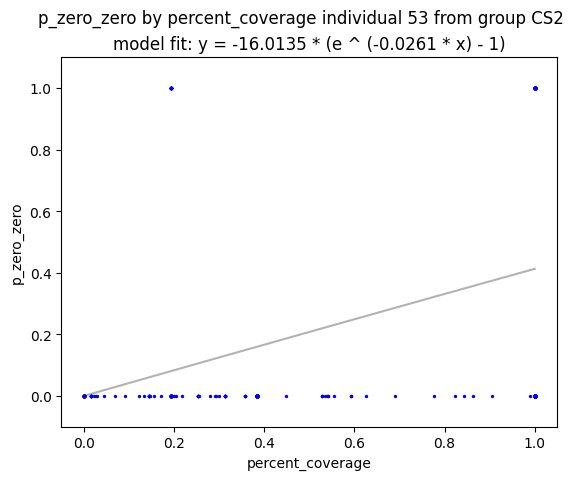 p_zero_zero by percent_coverage individual 53 from group CS2
model fit: y = -16.0135 * (e ^ (-0.0261 * x) - 1)
1.0
0.8
0.6
0.4
0.2
0.0
p_zero_zero
0.0 0.2 0.4 0.6 0.8 1.0
percent_coverage